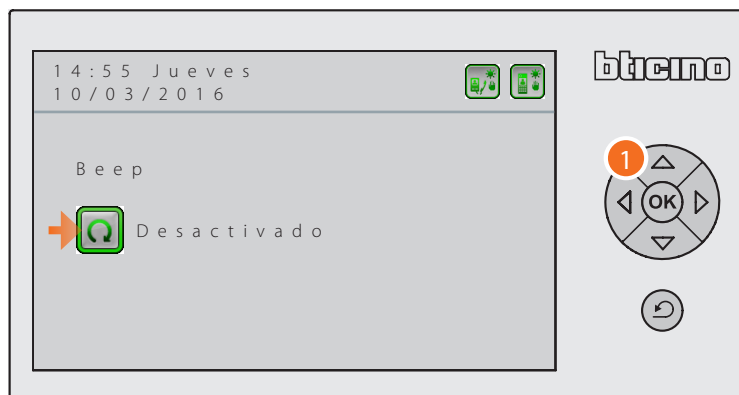 14:55 Jueves
10/03/2016
bticino
1
Beep
OK
Desactivado